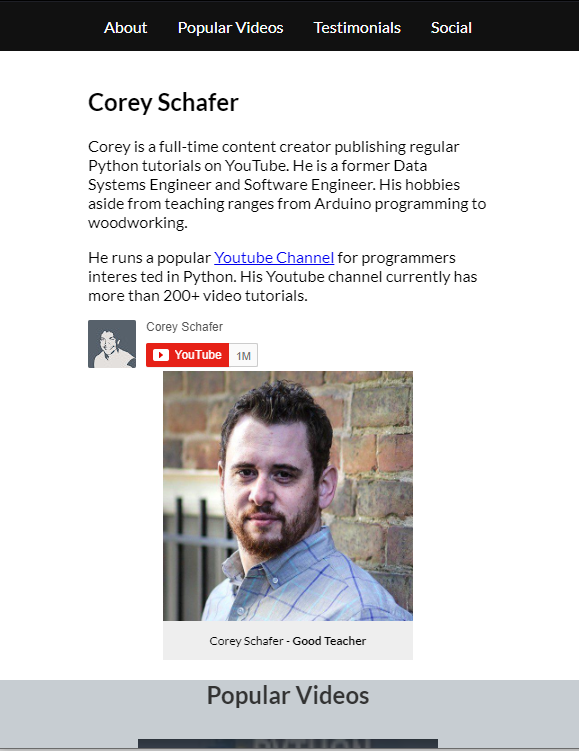 About Popular Videos Testimonials Social
Corey Schafer
Corey is a full-time content creator publishing regular
Python tutorials on YouTube. He is a former Data
Systems Engineer and Software Engineer. His hobbies
aside from teaching ranges from Arduino programming to
woodworking.
He runs a popular Youtube Channel for programmers
interes ted in Python. His Youtube channel currently has
more than 200+ video tutorials.
Corey Schafer
YouTube 1M
Corey Schafer - Good Teacher
Popular Videos
PYTHON